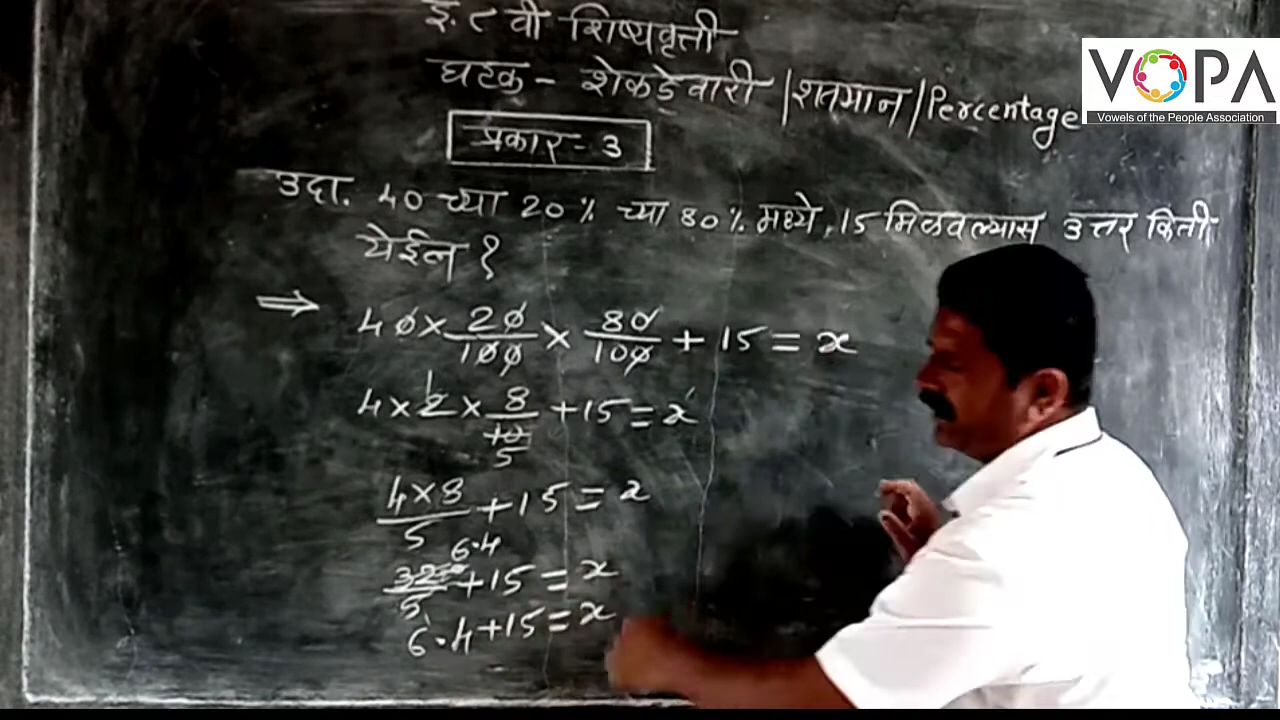 इ. ८ वी शिष्यवृत्ती
घटक - शेकडेवारी / शतमान / Percentage
VOPA
Vowels of the People Association
प्रकार - 3
उदा. 40 च्या 20% च्या 80% मध्ये, 15 मिळवल्यास उत्तर किती
येईल ?
⇒ 40 × 20/100 × 80/100 + 15 = x
1
4 × 2 × 8/10 + 15 = x
5
4×8/5 + 15 = x
6.4
32/5 + 15 = x
6.4 + 15 = x